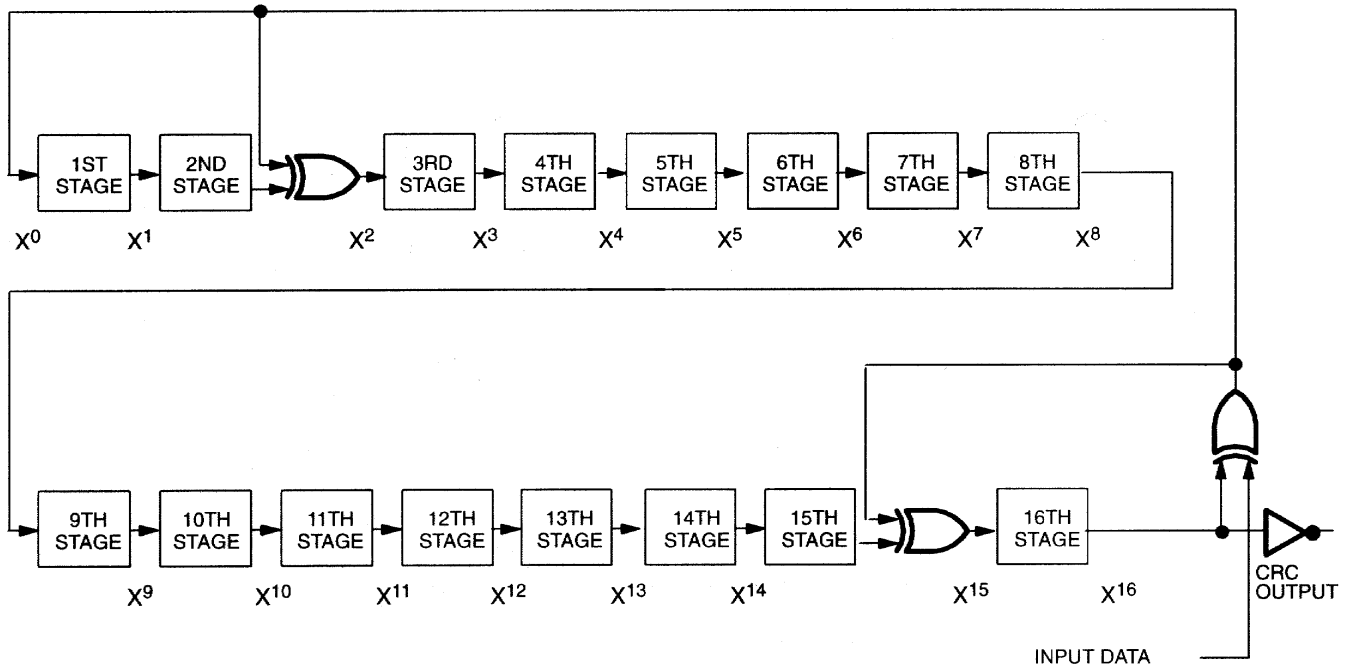 1ST
STAGE
2ND
STAGE
3RD
STAGE
4TH
STAGE
5TH
STAGE
6TH
STAGE
7TH
STAGE
8TH
STAGE
X⁰
X¹
X²
X³
X⁴
X⁵
X⁶
X⁷
X⁸
9TH
STAGE
10TH
STAGE
11TH
STAGE
12TH
STAGE
13TH
STAGE
14TH
STAGE
15TH
STAGE
16TH
STAGE
X⁹
X¹⁰
X¹¹
X¹²
X¹³
X¹⁴
X¹⁵
X¹⁶
CRC
OUTPUT
INPUT DATA